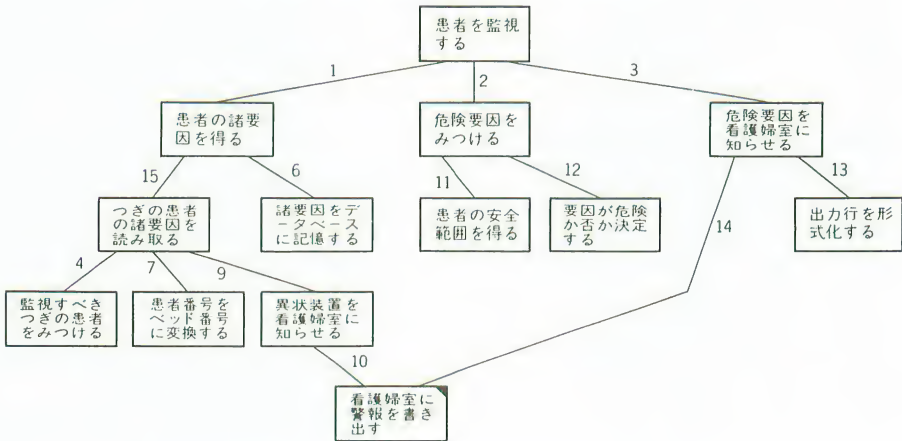 患者を監視
する
1
2
3
患者の諸要
因を得る
危険要因を
みつける
危険要因を
看護婦室に
知らせる
15
6
11
12
13
14
つぎの患者
の諸要因を
読み取る
諸要因をデ
ータベース
に記憶する
患者の安全
範囲を得る
要因が危険
か否か決定
する
出力行を形
式化する
4
7
9
監視すべき
つぎの患者
をみつける
患者番号を
ベッド番号
に変換する
異状装置を
看護婦室に
知らせる
10
看護婦室に
警報を書き
出す